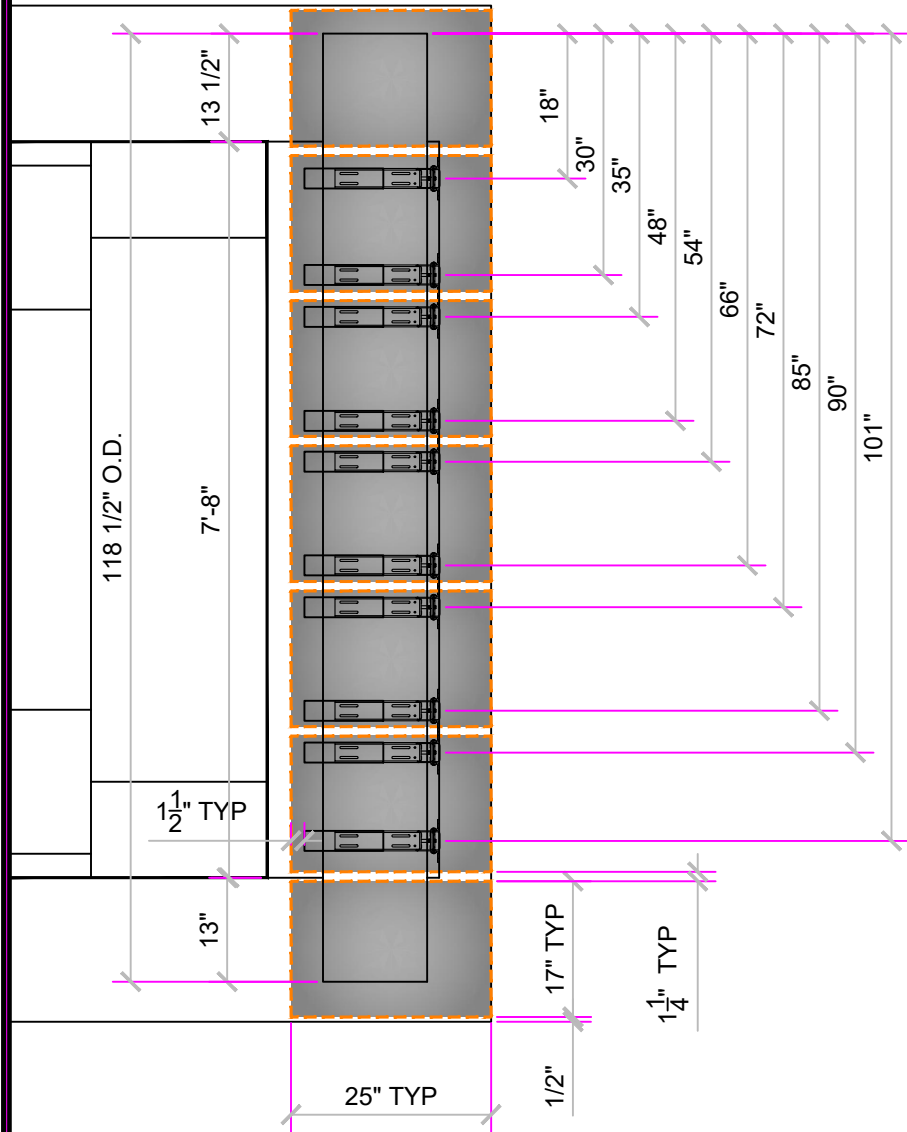 13 1/2"
18"
30"
35"
48"
54"
66"
72"
85"
90"
101"
118 1/2" O.D.
7'-8"
1 1/2" TYP
13"
17" TYP
1 1/4" TYP
25" TYP
1/2"